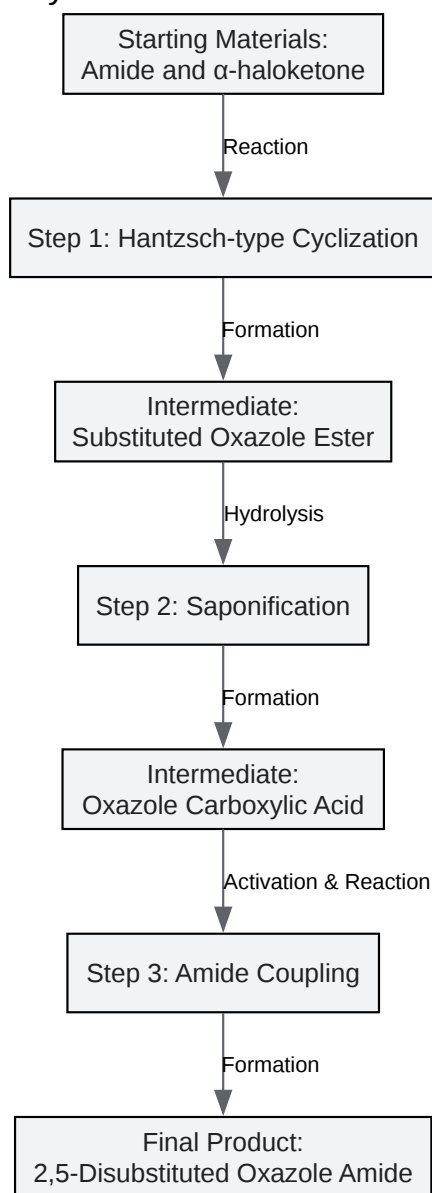 Starting Materials:
Amide and α-haloketone
Reaction
Step 1: Hantzsch-type Cyclization
Formation
Intermediate:
Substituted Oxazole Ester
Hydrolysis
Step 2: Saponification
Formation
Intermediate:
Oxazole Carboxylic Acid
Activation & Reaction
Step 3: Amide Coupling
Formation
Final Product:
2,5-Disubstituted Oxazole Amide